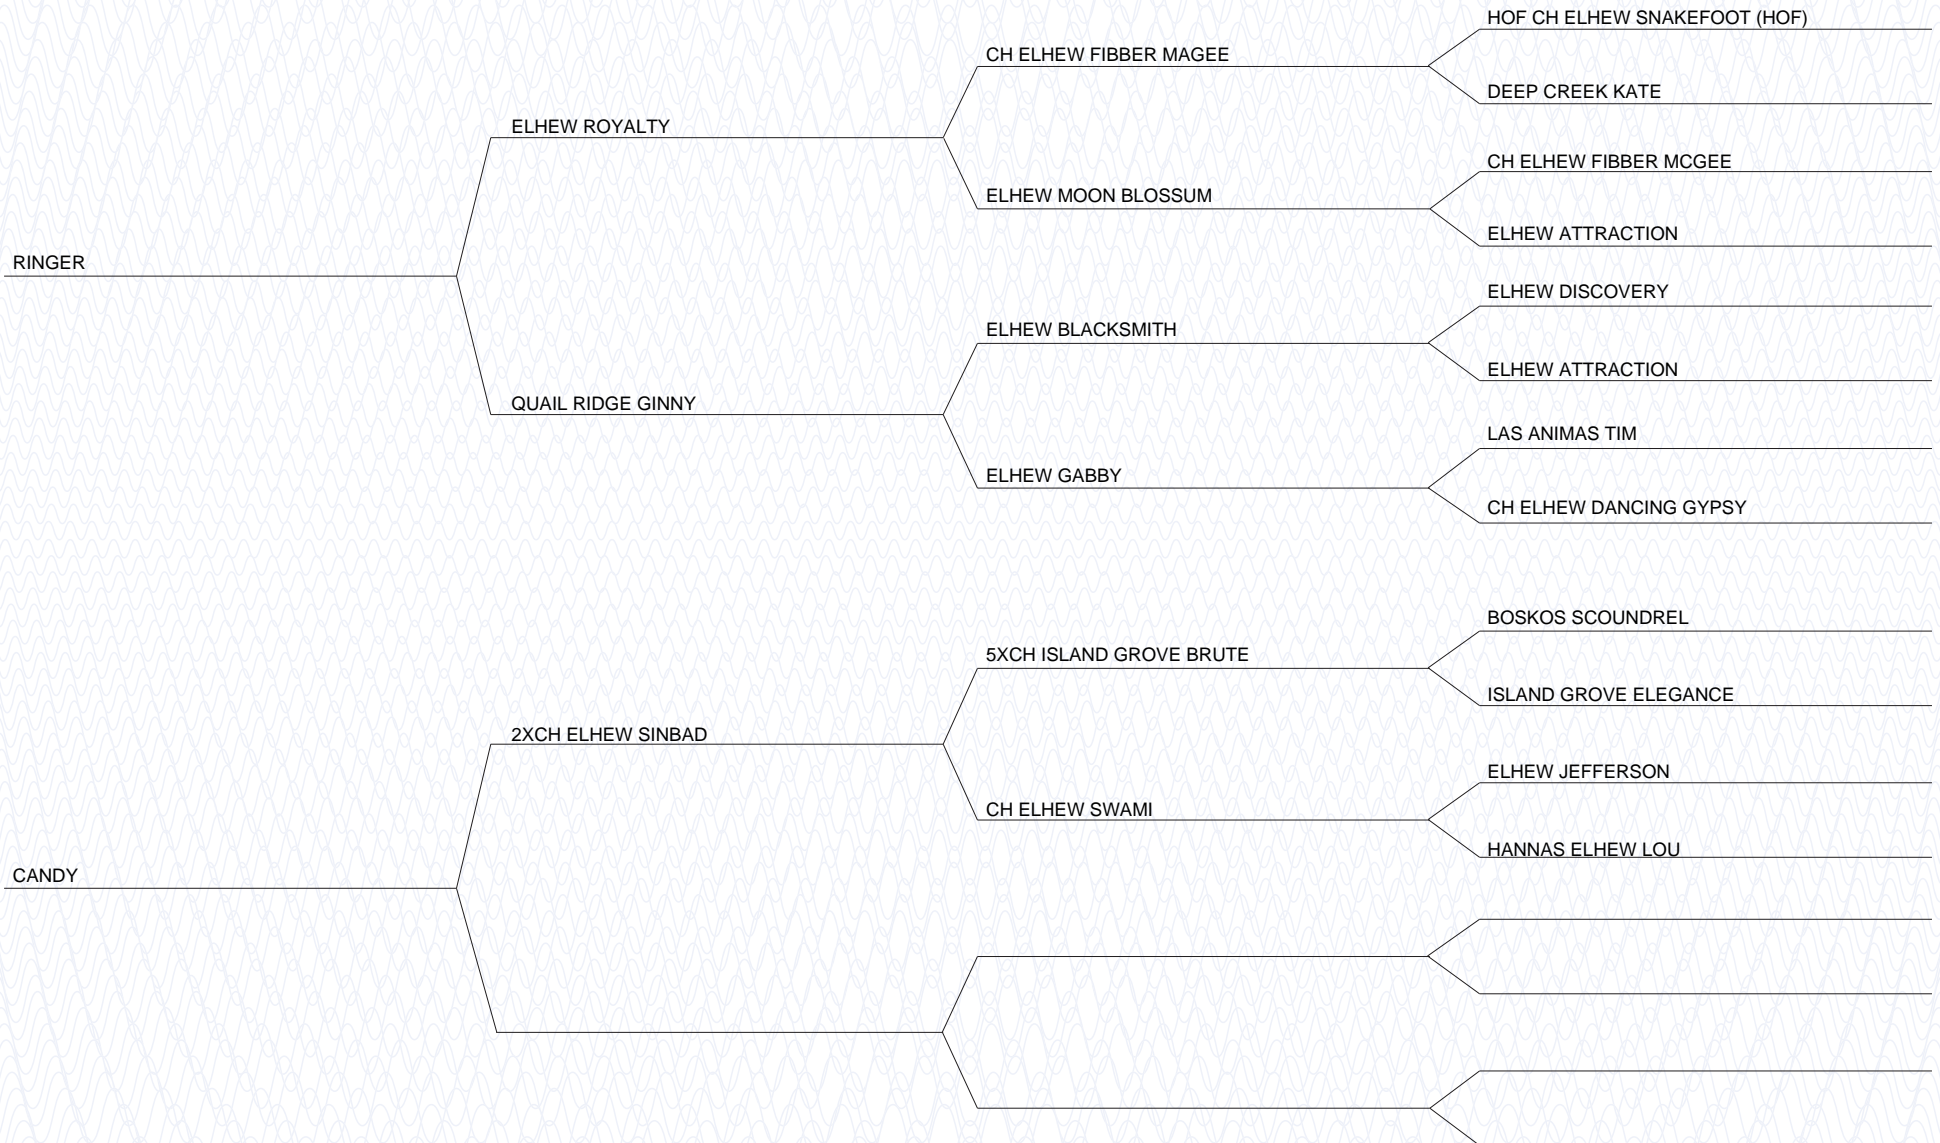 HOF CH ELHEW SNAKEFOOT (HOF)
CH ELHEW FIBBER MAGEE
DEEP CREEK KATE
ELHEW ROYALTY
CH ELHEW FIBBER MCGEE
ELHEW MOON BLOSSUM
ELHEW ATTRACTION
RINGER
ELHEW DISCOVERY
ELHEW BLACKSMITH
ELHEW ATTRACTION
QUAIL RIDGE GINNY
LAS ANIMAS TIM
ELHEW GABBY
CH ELHEW DANCING GYPSY
BOSKOS SCOUNDREL
5XCH ISLAND GROVE BRUTE
ISLAND GROVE ELEGANCE
2XCH ELHEW SINBAD
ELHEW JEFFERSON
CH ELHEW SWAMI
HANNAS ELHEW LOU
CANDY